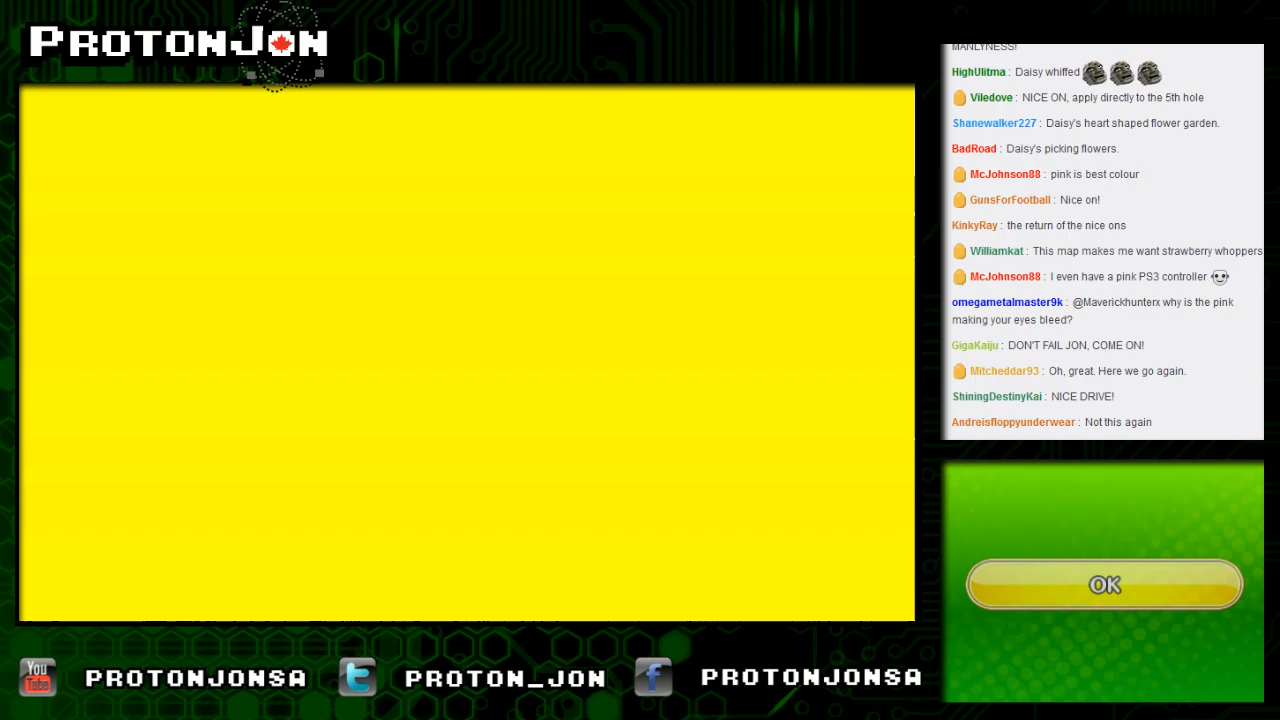 PROTONJON
MANLYNESS!
HighUlitma : Daisy whiffed
Viledove : NICE ON, apply directly to the 5th hole
Shanewalker227 : Daisy's heart shaped flower garden.
BadRoad : Daisy's picking flowers.
McJohnson88 : pink is best colour
GunsForFootball : Nice on!
KinkyRay : the return of the nice ons
Williamkat : This map makes me want strawberry whoppers
McJohnson88 : I even have a pink PS3 controller
omegametalmaster9k : @Maverickhunterx why is the pink
making your eyes bleed?
GigaKaiju : DON'T FAIL JON, COME ON!
Mitcheddar93 : Oh, great. Here we go again.
ShiningDestinyKai : NICE DRIVE!
Andreisfloppyunderwear : Not this again
OK
You Tube PROTONJONSA t PROTON_JON f PROTONJONSA